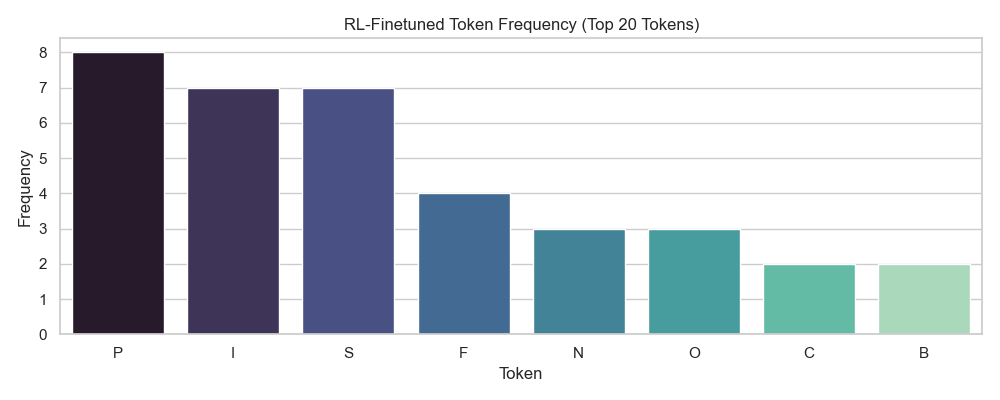 RL-Finetuned Token Frequency (Top 20 Tokens)
8
7
6
5
4
3
2
1
0
Frequency
P I S F N O C B
Token